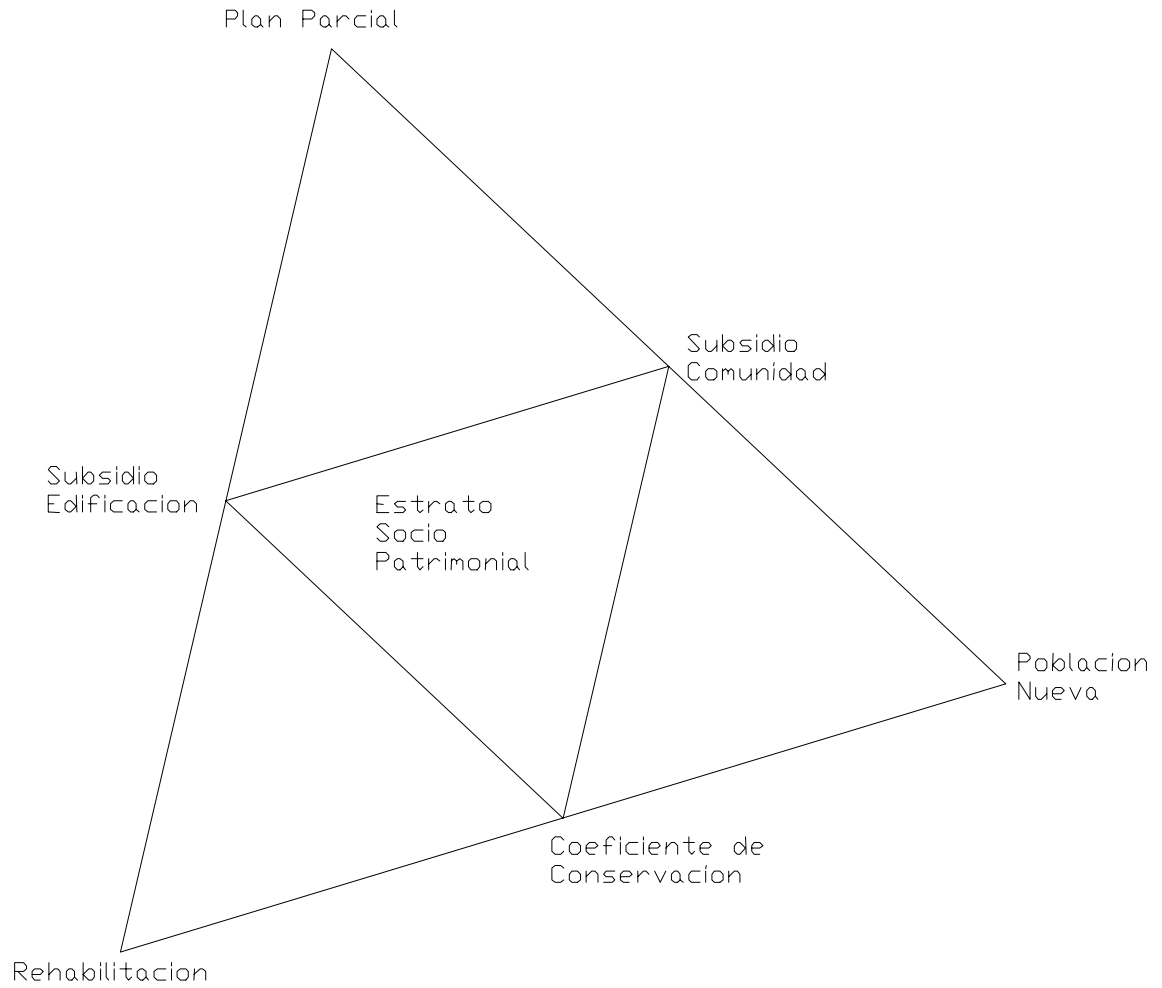 Plan Parcial
Subsidio
Comunidad
Subsidio
Edificacion
Estrato
Socio
Patrimonial
Poblacion
Nueva
Coeficiente de
Conservacion
Rehabilitacion